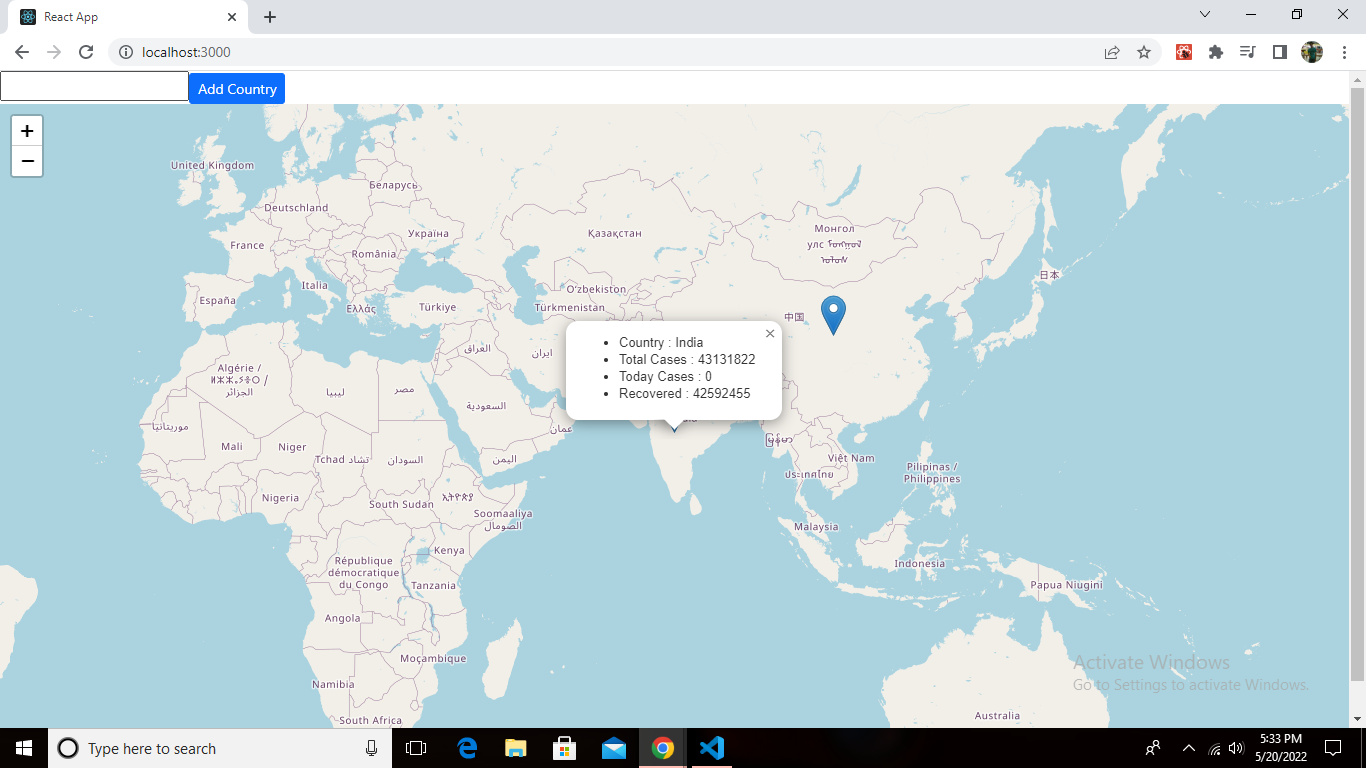 React App
localhost:3000
Add Country
+
−
United Kingdom
Беларусь
Deutschland
France
Україна
România
Қазақстан
Монгол
улс ᠮᠣᠩᠭᠣᠯ
ᠤᠯᠤᠰ
日本
Italia
España
Ελλάς
Türkiye
Oʻzbekiston
Türkmenistan
中国
العراق
ایران
Country : India
Total Cases : 43131822
Today Cases : 0
Recovered : 42592455
Algérie /
ⵍⵣⵣⴰⵢⴻⵔ /
الجزائر
ليبيا
مصر
السعودية
موريتانيا
Mali
Niger
Tchad تشاد
السودان
اليمن
عمان
မြန်မာ
Việt Nam
ประเทศไทย
Pilipinas /
Philippines
Nigeria
South Sudan
ኢትዮጵያ
Soomaaliya
الصومال
Malaysia
Kenya
Indonesia
République
démocratique
du Congo
Tanzania
Papua Niugini
Angola
Moçambique
Namibia
South Africa
Australia
Activate Windows
Go to Settings to activate Windows.
Type here to search
5:33 PM
5/20/2022